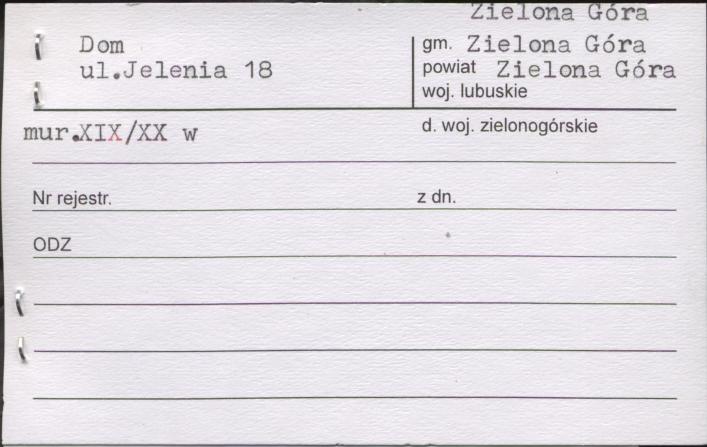 Zielona Góra
Dom
ul.Jelenia 18
gm. Zielona Góra
powiat Zielona Góra
woj. lubuskie
mur.XIX/XX w
d. woj. zielonogórskie
Nr rejestr.
z dn.
ODZ